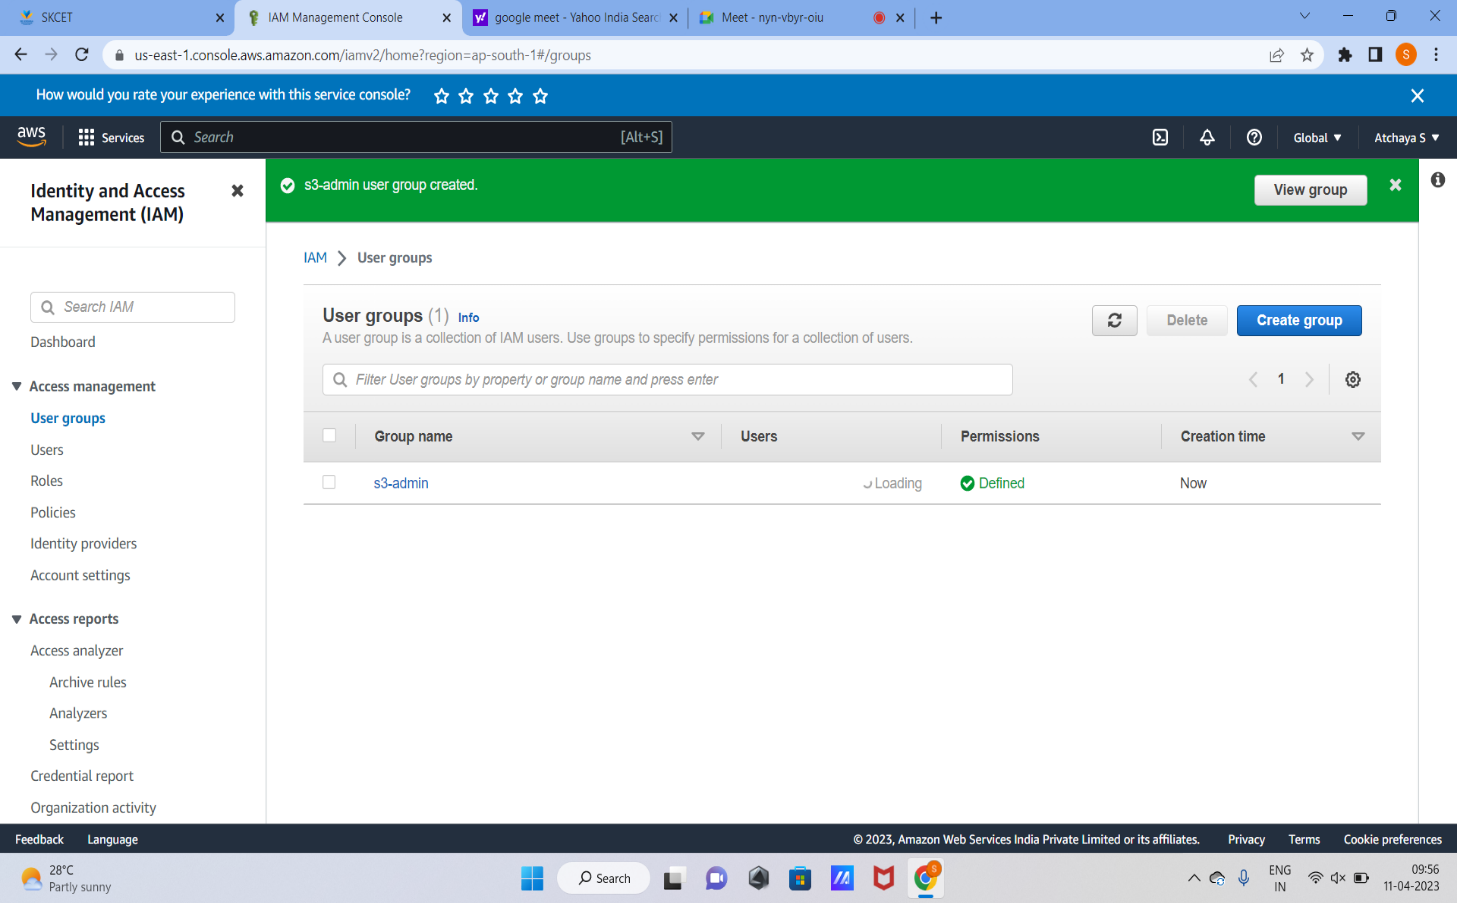 SKCET
IAM Management Console
google meet - Yahoo India Searc
Meet - nyn-vbyr-oiu
us-east-1.console.aws.amazon.com/iamv2/home?region=ap-south-1#/groups
S
How would you rate your experience with this service console?
aws
Services
Search
[Alt+S]
Global
Atchaya S
Identity and Access
Management (IAM)
s3-admin user group created.
View group
IAM
User groups
Search IAM
Dashboard
Access management
User groups
Users
Roles
Policies
Identity providers
Account settings
Access reports
Access analyzer
Archive rules
Analyzers
Settings
Credential report
Organization activity
User groups (1) Info
A user group is a collection of IAM users. Use groups to specify permissions for a collection of users.
Delete
Create group
Filter User groups by property or group name and press enter
1
Group name
Users
Permissions
Creation time
s3-admin
Loading
Defined
Now
Feedback
Language
© 2023, Amazon Web Services India Private Limited or its affiliates.
Privacy
Terms
Cookie preferences
28°C
Partly sunny
Search
S
ENG
IN
09:56
11-04-2023